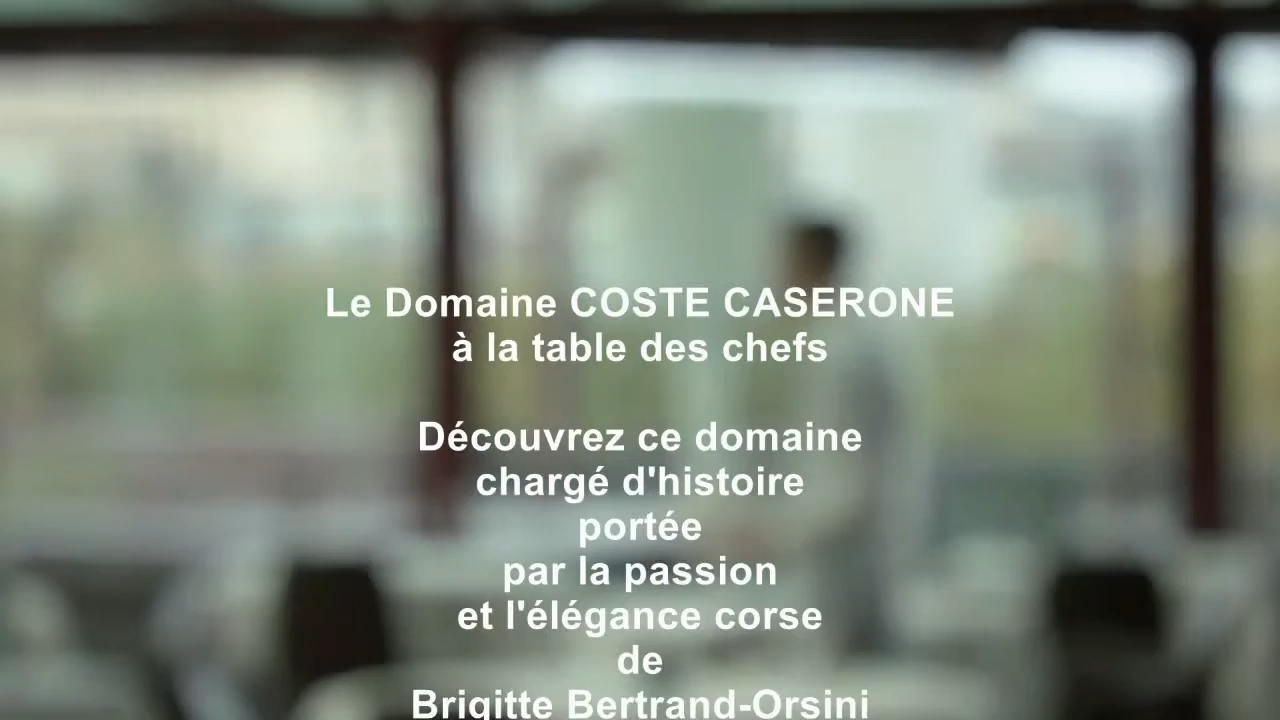 Le Domaine COSTE CASERONE
à la table des chefs
Découvrez ce domaine
chargé d'histoire
portée
par la passion
et l'élégance corse
de
Brigitte Bertrand-Orsini